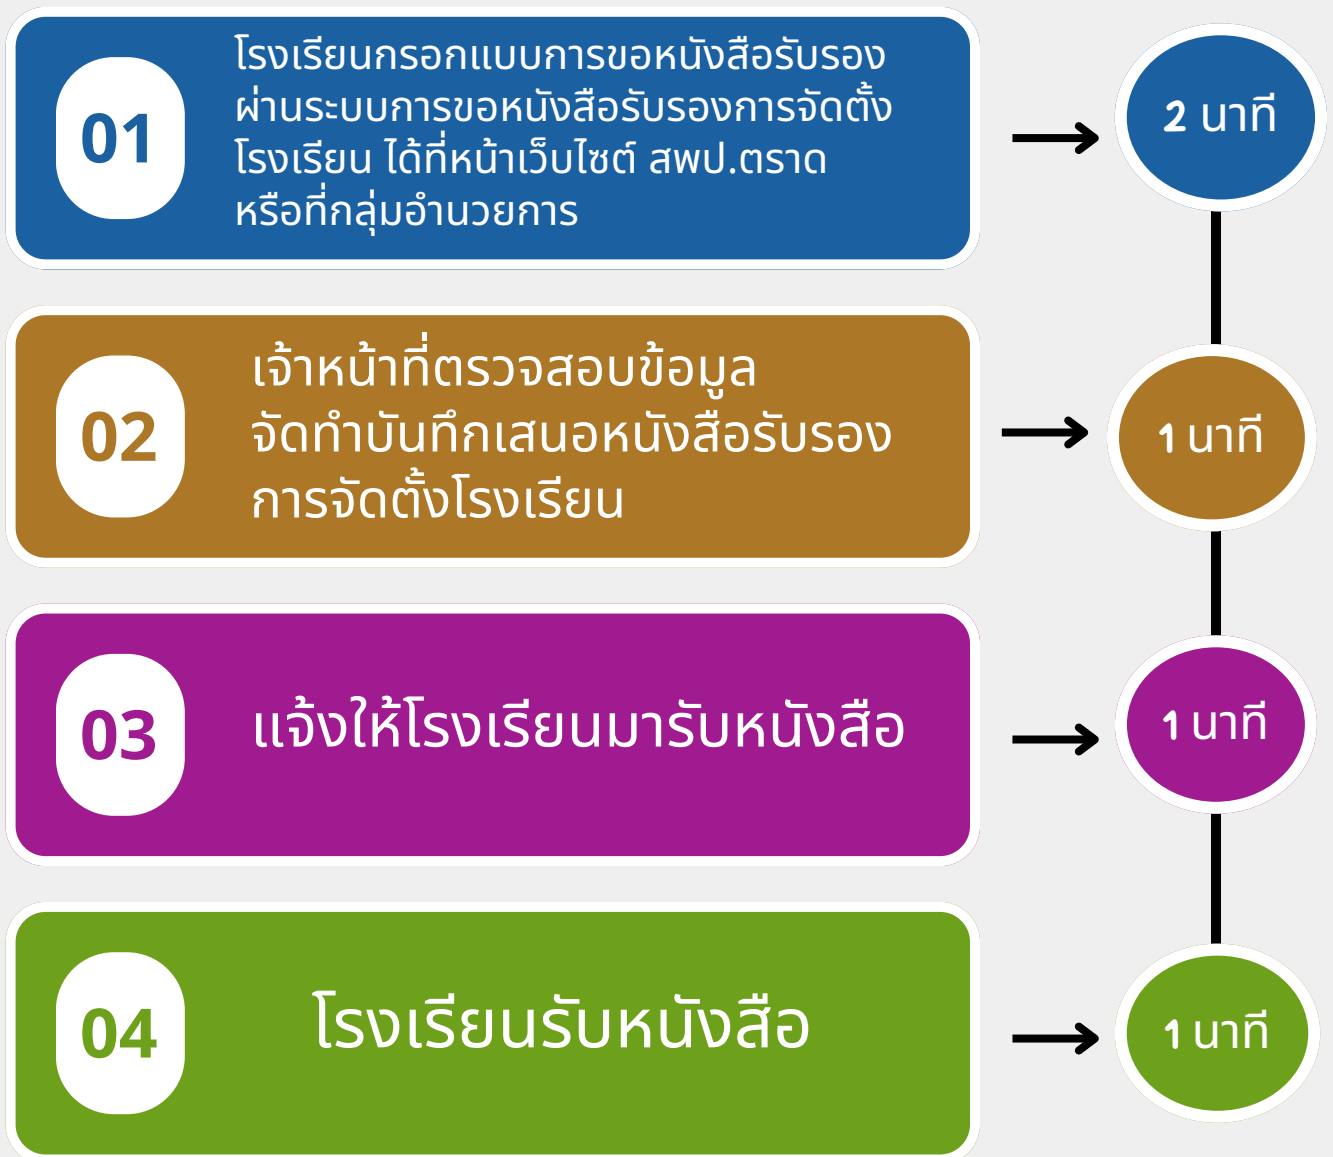 01
โรงเรียนกรอกแบบการขอหนังสือรับรอง
ผ่านระบบการขอหนังสือรับรองการจัดตั้ง
โรงเรียน ได้ที่หน้าเว็บไซต์ สพป.ตราด
หรือที่กลุ่มอำนวยการ
2 นาที
02
เจ้าหน้าที่ตรวจสอบข้อมูล
จัดทำบันทึกเสนอหนังสือรับรอง
การจัดตั้งโรงเรียน
1 นาที
03
แจ้งให้โรงเรียนมารับหนังสือ
1 นาที
04
โรงเรียนรับหนังสือ
1 นาที